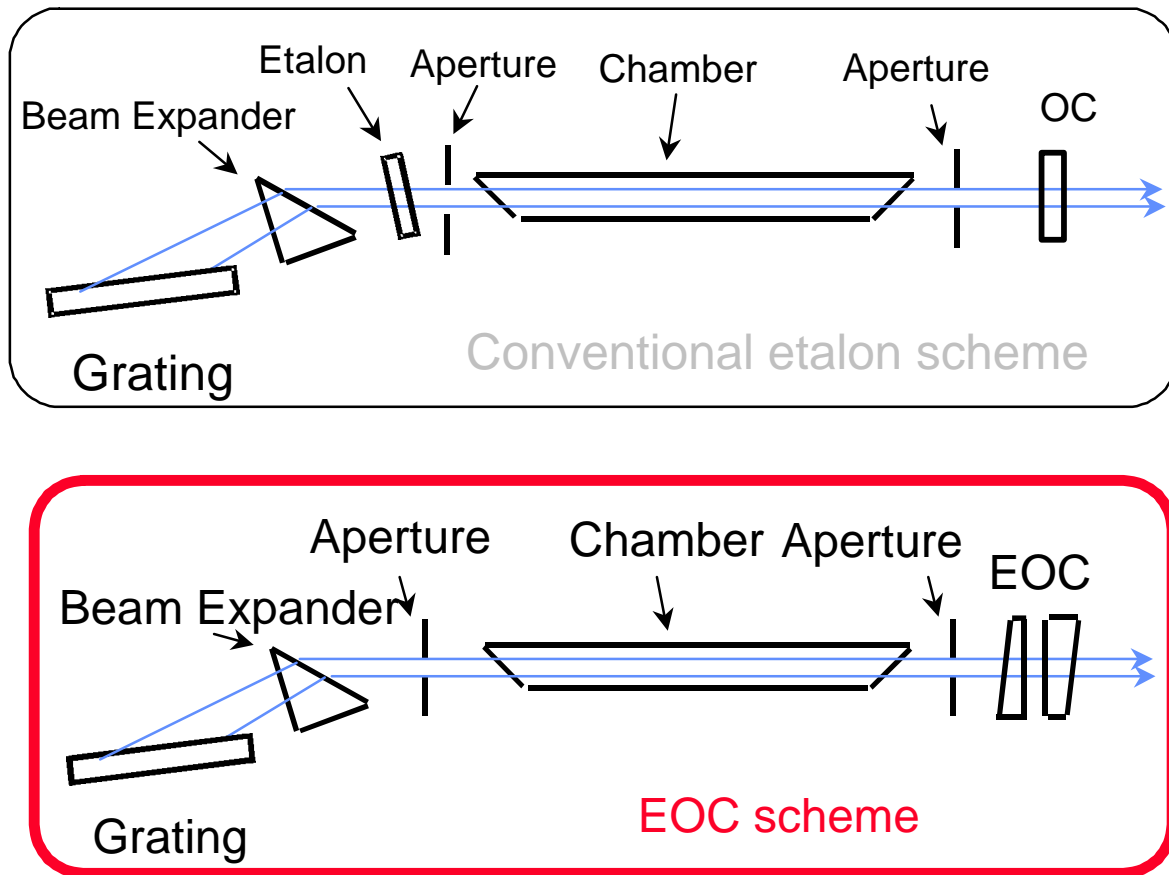 Etalon
Aperture
Chamber
Aperture
Beam Expander
OC
Grating
Conventional etalon scheme
Aperture
Chamber
Aperture
EOC
Beam Expander
Grating
EOC scheme